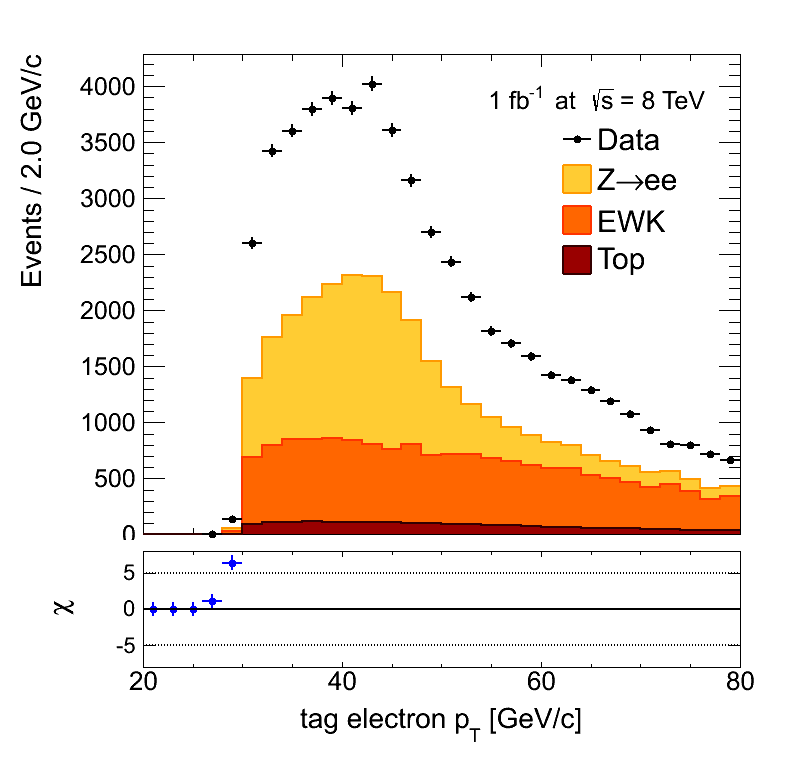 Events / 2.0 GeV/c
4000
3500
3000
2500
2000
1500
1000
500
0
1 fb-1 at √s = 8 TeV
Data
Z→ee
EWK
Top
χ
5
0
-5
20 40 60 80
tag electron pT [GeV/c]